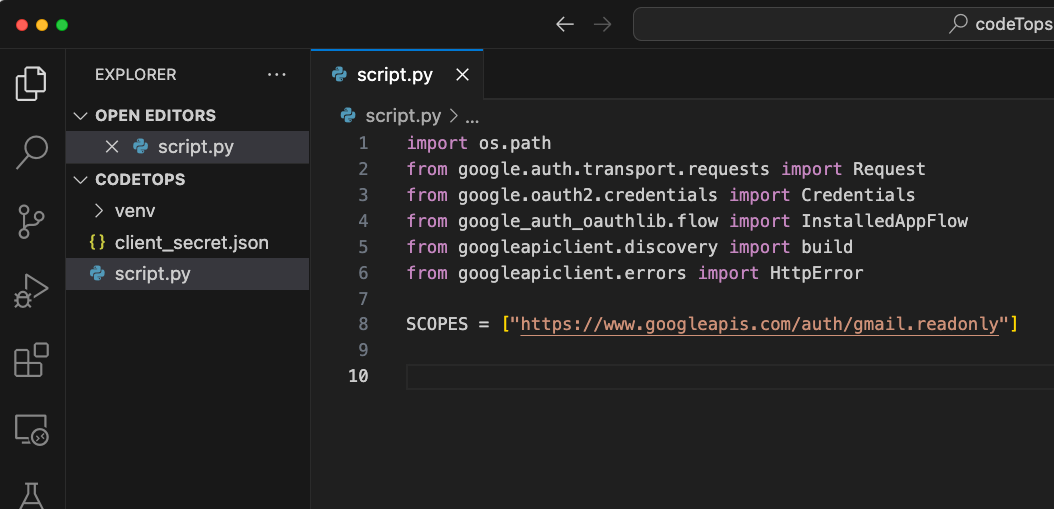 codeTops
EXPLORER ...
script.py
OPEN EDITORS
script.py
CODETOPS
venv
{} client_secret.json
script.py
script.py > ...
1 import os.path
2 from google.auth.transport.requests import Request
3 from google.oauth2.credentials import Credentials
4 from google_auth_oauthlib.flow import InstalledAppFlow
5 from googleapiclient.discovery import build
6 from googleapiclient.errors import HttpError
7
8 SCOPES = ["https://www.googleapis.com/auth/gmail.readonly"]
9
10